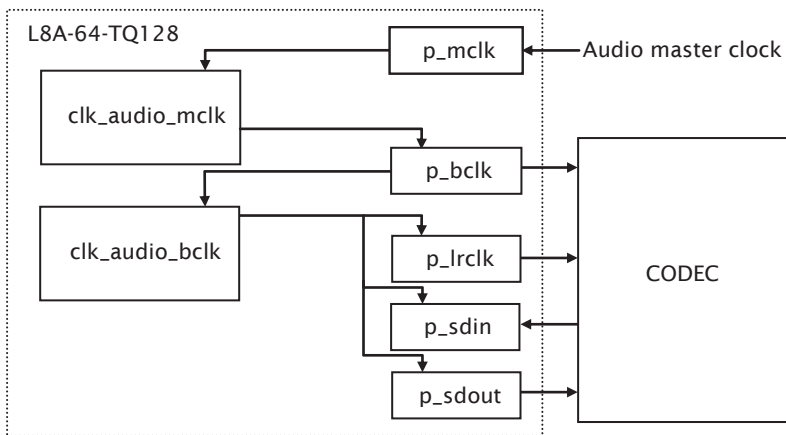 L8A-64-TQ128
p_mclk
Audio master clock
clk_audio_mclk
p_bclk
clk_audio_bclk
p_lrclk
CODEC
p_sdin
p_sdout